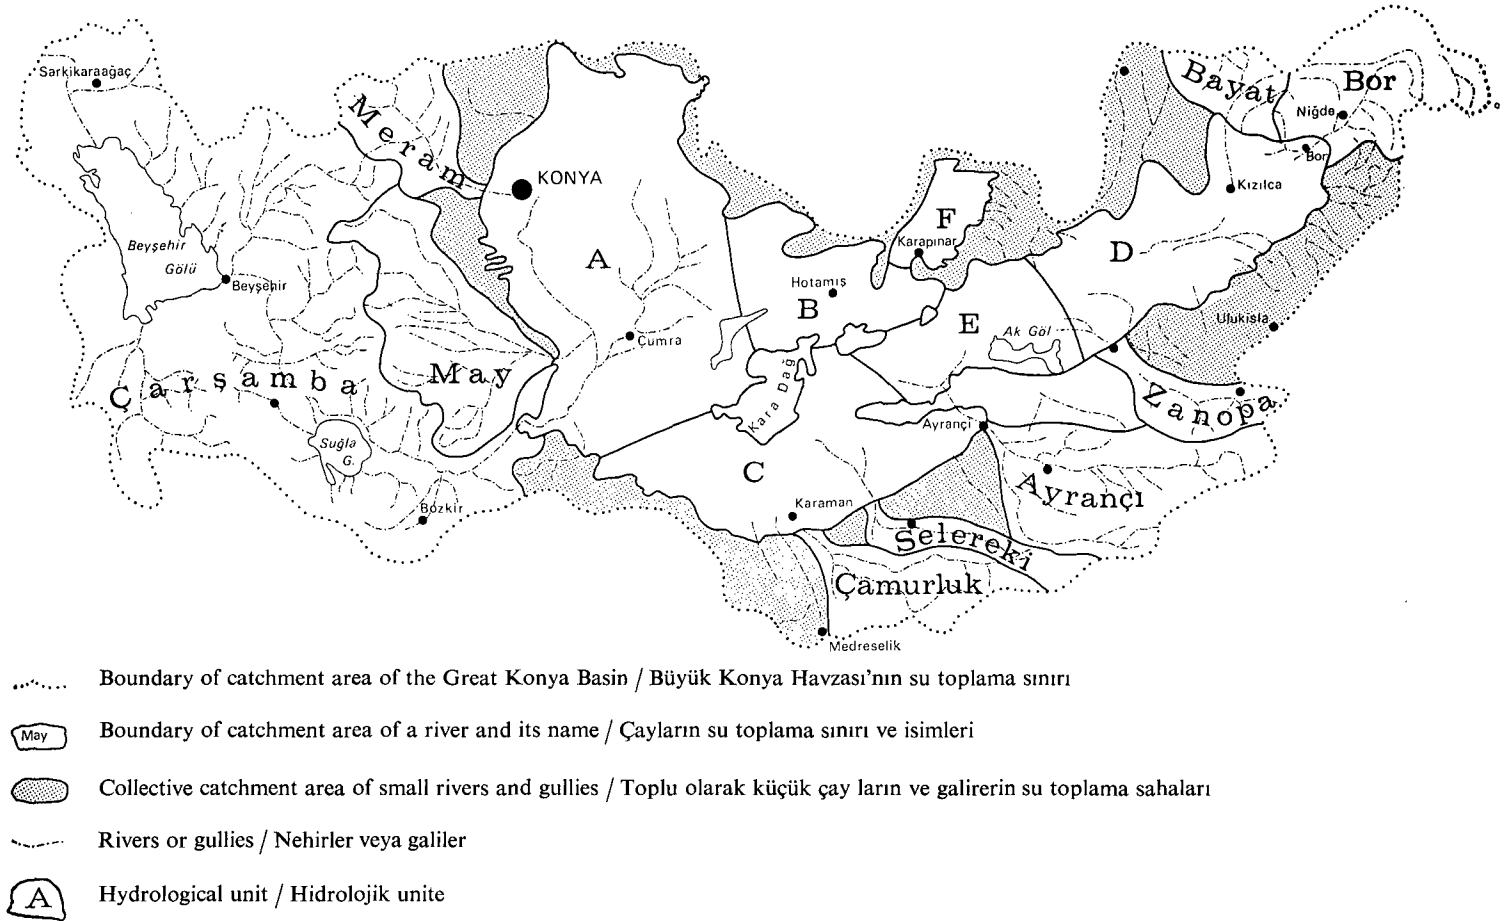 Sarkikaraağaç
Meram
KONYA
Bayat
Bor
Niğde
Bor
Kızılca
Beyşehir
Gölü
Beyşehir
A
F
Karapınar
D
Hotamış
B
E
Ak Göl
Ulukışla
Çumra
Çarşamba
May
Kara Dağ
Zanopa
Ayrançı
Suğla
G.
C
Ayrançı
Bozkir
Karaman
Selereki
Çamurluk
Medreselik
Boundary of catchment area of the Great Konya Basin / Büyük Konya Havzası'nın su toplama sınırı
May
Boundary of catchment area of a river and its name / Çayların su toplama sınırı ve isimleri
Collective catchment area of small rivers and gullies / Toplu olarak küçük çay ların ve galirerin su toplama sahaları
Rivers or gullies / Nehirler veya galiler
A
Hydrological unit / Hidrolojik unite